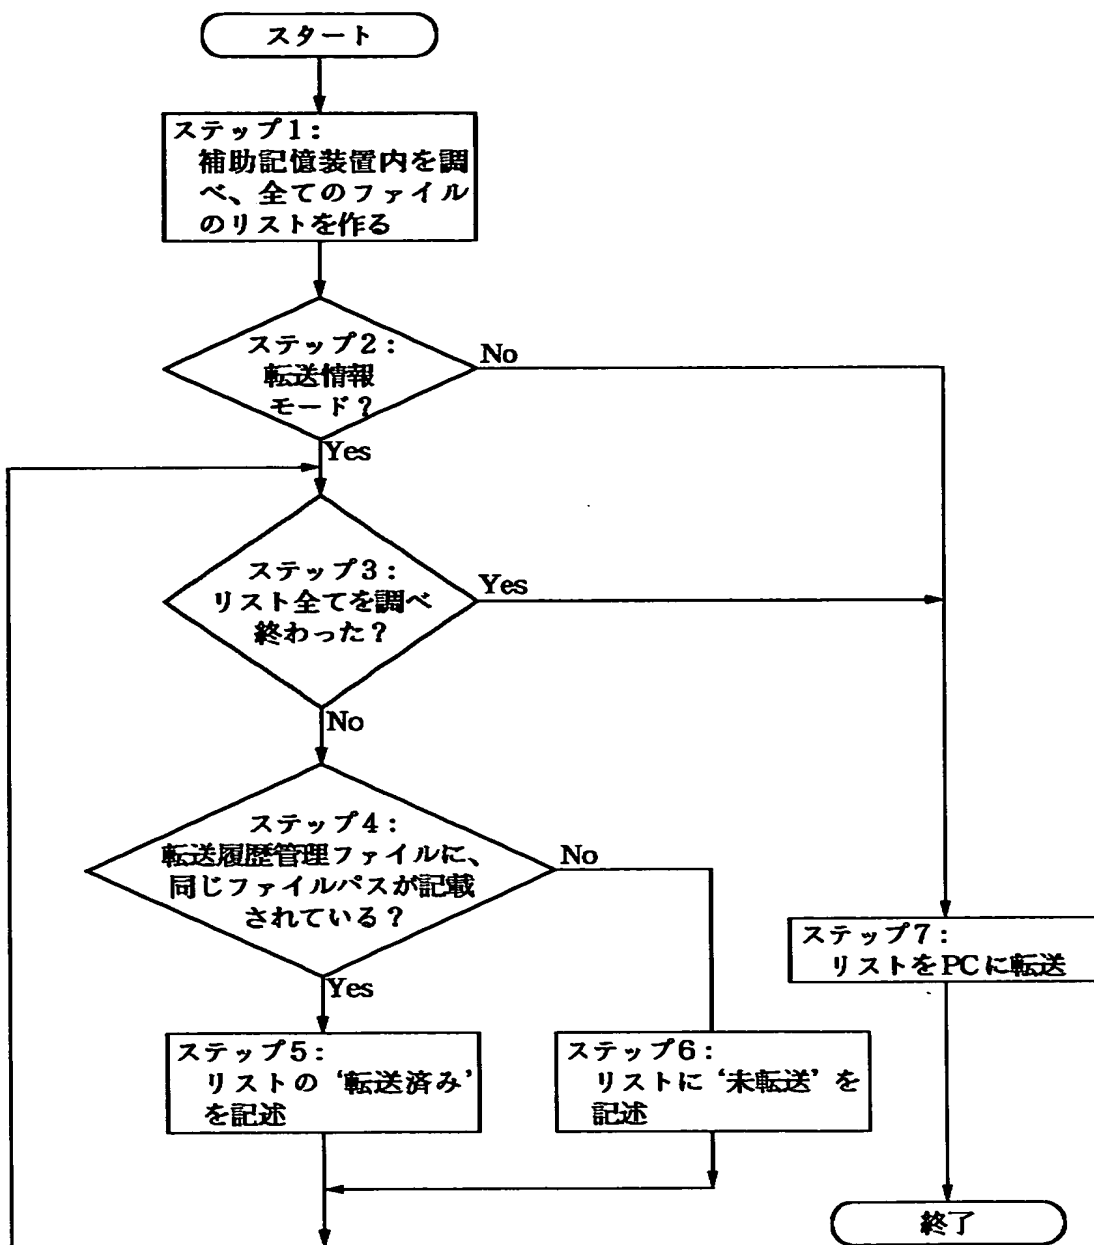 スタート
ステップ1:
補助記憶装置内を調
べ、全てのファイル
のリストを作る
ステップ2:
転送情報
モード?
No
Yes
ステップ3:
リスト全てを調べ
終わった?
Yes
No
ステップ4:
転送履歴管理ファイルに、
同じファイルパスが記載
されている?
No
Yes
ステップ5:
リストの‘転送済み’
を記述
ステップ6:
リストに‘未転送’を
記述
ステップ7:
リストをPCに転送
終了